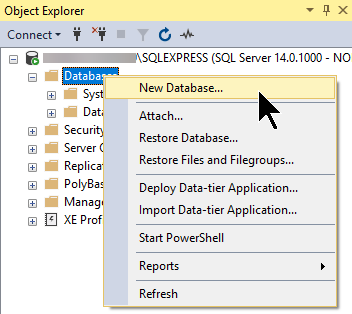 Object Explorer
Connect
\SQLEXPRESS (SQL Server 14.0.1000 - NO
Databases
New Database...
Syst
Data
Attach...
Security
Restore Database...
Server O
Restore Files and Filegroups...
Replicat
PolyBas
Deploy Data-tier Application...
Manage
Import Data-tier Application...
XE Prof
Start PowerShell
Reports
Refresh